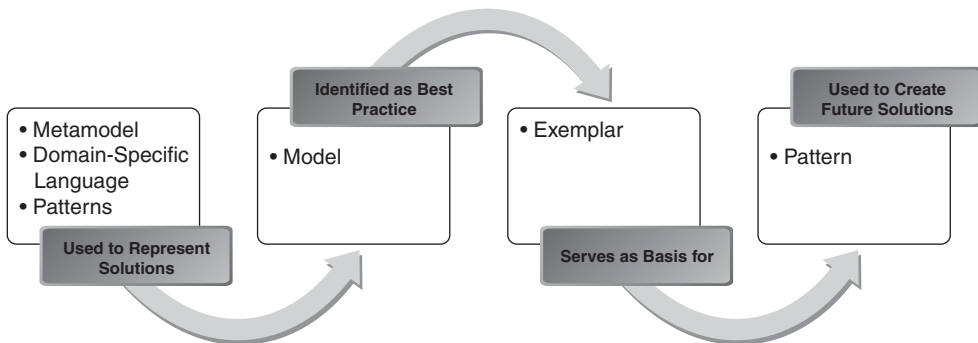 • Metamodel
• Domain-Specific
Language
• Patterns
Used to Represent
Solutions
Identified as Best
Practice
• Model
• Exemplar
Serves as Basis for
Used to Create
Future Solutions
• Pattern